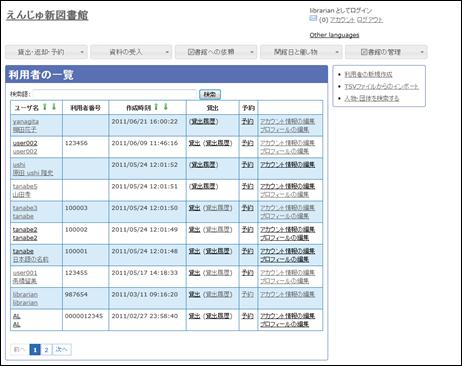 えんじゅ新図書館
librarian としてログイン
(0) アカウント ログアウト
Other languages
貸出・返却・予約
資料の受入
図書館への依頼
開館日と催し物
図書館の管理
利用者の一覧
検索語: 検索
ユーザ名 利用者番号 作成時刻 貸出 予約
yanagita 2011/06/21 16:00:22 (貸出履歴) 予約 アカウント情報の編集
棚田花子 プロフィールの編集
user002 123456 2011/06/09 11:46:16 貸出 (貸出履歴) 予約 アカウント情報の編集
user002 プロフィールの編集
ushi 2011/05/24 12:01:52 (貸出履歴) 予約 アカウント情報の編集
原田 ushi 隆史 プロフィールの編集
tanabe5 2011/05/24 12:01:51 (貸出履歴) 予約 アカウント情報の編集
山田孝 プロフィールの編集
tanabe3 100003 2011/05/24 12:01:50 貸出 (貸出履歴) 予約 アカウント情報の編集
tanabe プロフィールの編集
tanabe2 100002 2011/05/24 12:01:49 貸出 (貸出履歴) 予約 アカウント情報の編集
tanabe2 プロフィールの編集
tanabe 100001 2011/05/24 12:01:48 貸出 (貸出履歴) 予約 アカウント情報の編集
日本語の名前 プロフィールの編集
user001 123455 2011/05/17 14:18:33 貸出 (貸出履歴) 予約 アカウント情報の編集
高橋留美 プロフィールの編集
librarian 987654 2011/03/11 09:16:20 貸出 (貸出履歴) 予約 アカウント情報の編集
librarian プロフィールの編集
AL 0000012345 2011/02/27 23:58:40 貸出 (貸出履歴) 予約 アカウント情報の編集
AL プロフィールの編集
前へ 1 2 次へ
利用者の新規作成
TSVファイルからのインポート
人物・団体を検索する